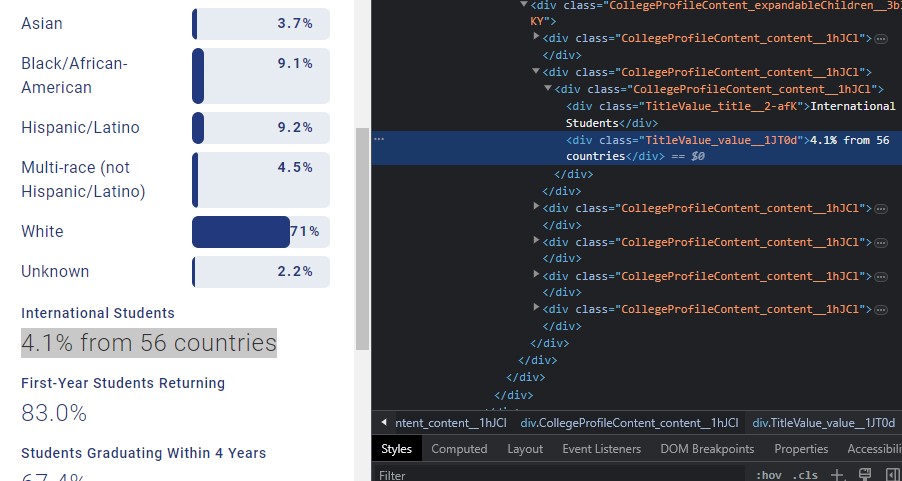 Asian 3.7%
Black/African-
American 9.1%
Hispanic/Latino 9.2%
Multi-race (not
Hispanic/Latino) 4.5%
White 71%
Unknown 2.2%
International Students
4.1% from 56 countries
First-Year Students Returning
83.0%
Students Graduating Within 4 Years
67.4%
<div class="CollegeProfileContent_expandableChildren__3b
KY">
<div class="CollegeProfileContent_content__1hJCl">
</div>
<div class="CollegeProfileContent_content__1hJCl">
<div class="CollegeProfileContent_content__1hJCl">
<div class="TitleValue_title__2-afK">International
Students</div>
<div class="TitleValue_value__1JT0d">4.1% from 56
countries</div> == $0
</div>
</div>
<div class="CollegeProfileContent_content__1hJCl">
</div>
<div class="CollegeProfileContent_content__1hJCl">
</div>
<div class="CollegeProfileContent_content__1hJCl">
</div>
<div class="CollegeProfileContent_content__1hJCl">
</div>
</div>
</div>
</div>
</div>
ntent_content__1hJCl div.CollegeProfileContent_content__1hJCl div.TitleValue_value__1JT0d
Styles Computed Layout Event Listeners DOM Breakpoints Properties Accessibili
Filter :hov .cls